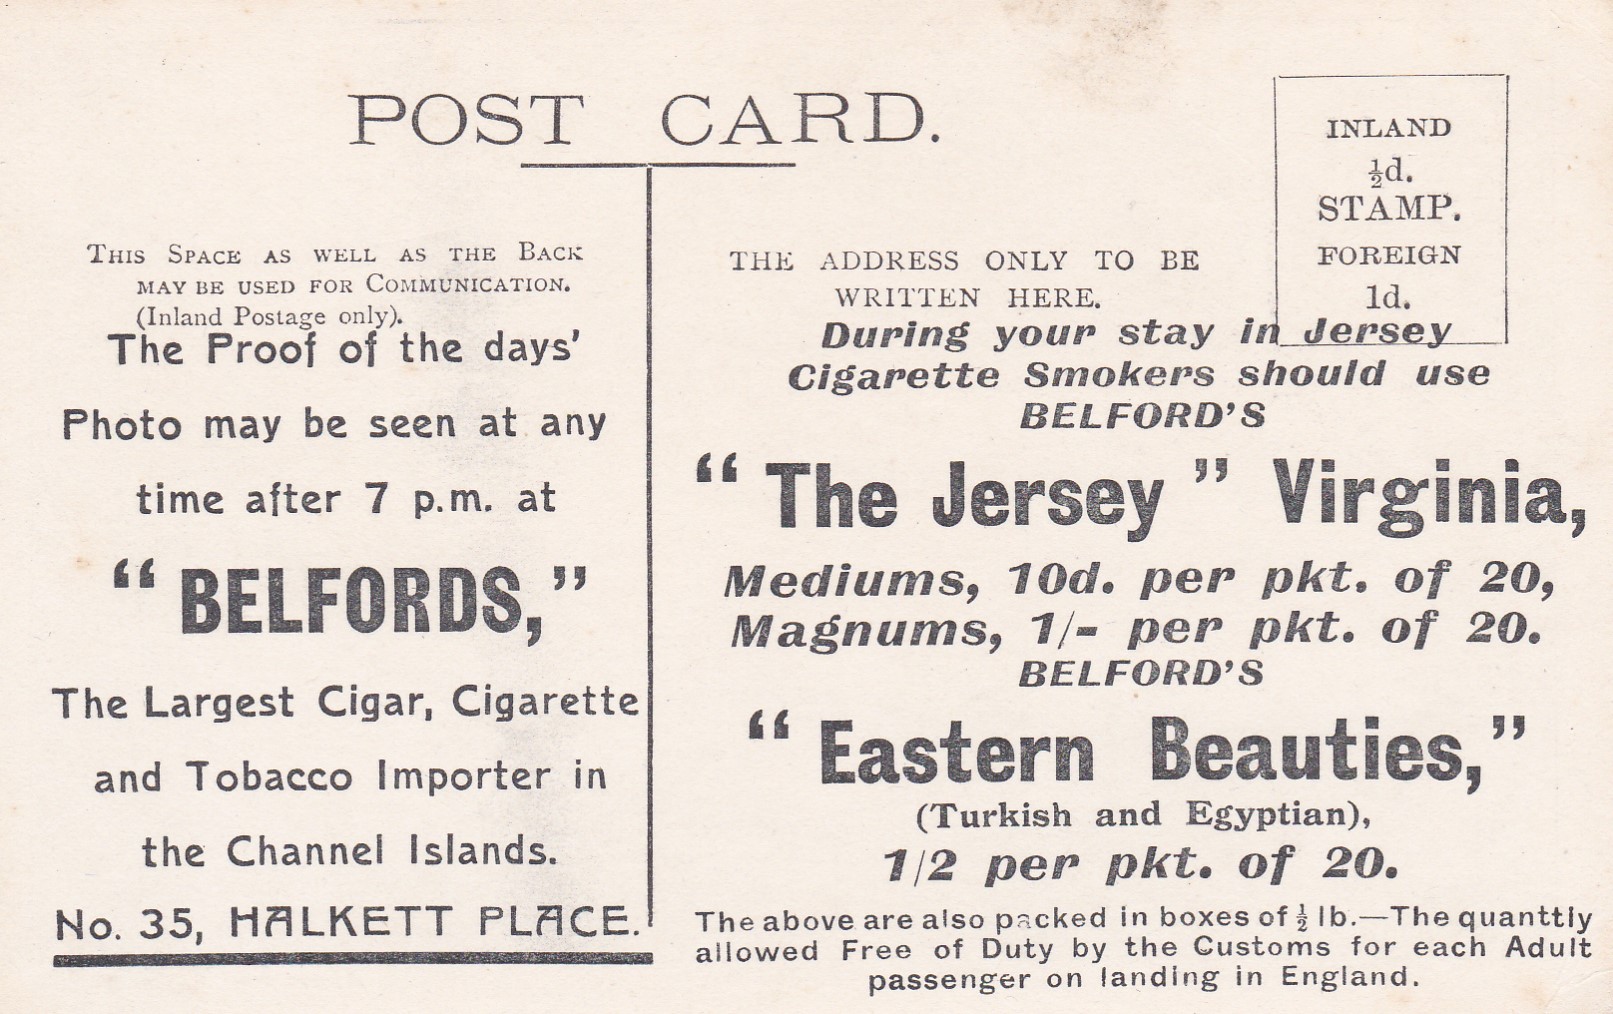 POST CARD.
INLAND
½d.
STAMP.
FOREIGN
1d.
THIS SPACE AS WELL AS THE BACK
MAY BE USED FOR COMMUNICATION.
(Inland Postage only).
The Proof of the days'
Photo may be seen at any
time after 7 p.m. at
“ BELFORDS,”
The Largest Cigar, Cigarette
and Tobacco Importer in
the Channel Islands.
No. 35, HALKETT PLACE.
THE ADDRESS ONLY TO BE
WRITTEN HERE.
During your stay in Jersey
Cigarette Smokers should use
BELFORD'S
“ The Jersey ” Virginia,
Mediums, 10d. per pkt. of 20,
Magnums, 1/- per pkt. of 20.
BELFORD'S
“ Eastern Beauties,”
(Turkish and Egyptian),
1/2 per pkt. of 20.
The above are also packed in boxes of ½ lb.—The quanttly
allowed Free of Duty by the Customs for each Adult
passenger on landing in England.